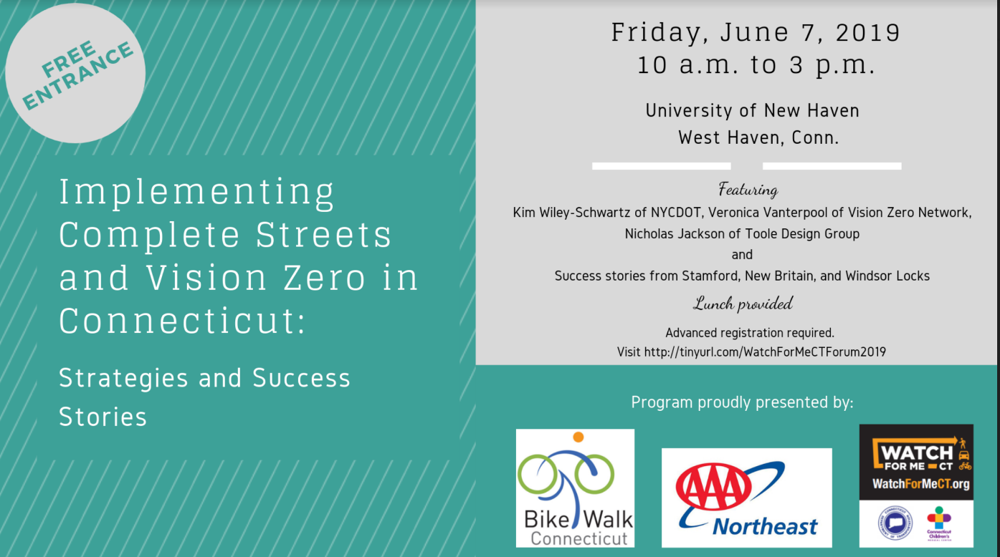 FREE
ENTRANCE
Implementing
Complete Streets
and Vision Zero in
Connecticut:
Strategies and Success
Stories
Friday, June 7, 2019
10 a.m. to 3 p.m.
University of New Haven
West Haven, Conn.
Featuring
Kim Wiley-Schwartz of NYCDOT, Veronica Vanterpool of Vision Zero Network,
Nicholas Jackson of Toole Design Group
and
Success stories from Stamford, New Britain, and Windsor Locks
Lunch provided
Advanced registration required.
Visit http://tinyurl.com/WatchForMeCTForum2019
Program proudly presented by:
Bike Walk
Connecticut
AAA
Northeast
WATCH
FOR ME CT
WatchForMeCT.org
Connecticut
Children's